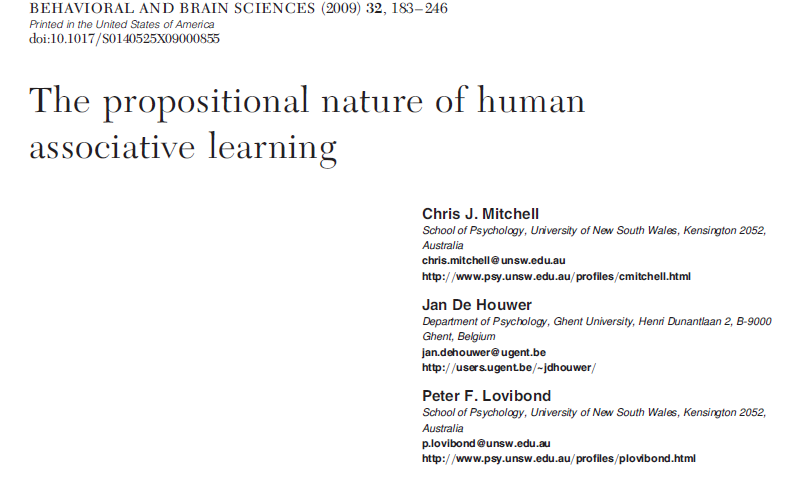 BEHAVIORAL AND BRAIN SCIENCES (2009) 32, 183–246
Printed in the United States of America
doi:10.1017/S0140525X09000855
The propositional nature of human
associative learning
Chris J. Mitchell
School of Psychology, University of New South Wales, Kensington 2052,
Australia
chris.mitchell@unsw.edu.au
http://www.psy.unsw.edu.au/profiles/cmitchell.html
Jan De Houwer
Department of Psychology, Ghent University, Henri Dunantlaan 2, B-9000
Ghent, Belgium
jan.dehouwer@ugent.be
http://users.ugent.be/~jdhouwer/
Peter F. Lovibond
School of Psychology, University of New South Wales, Kensington 2052,
Australia
p.lovibond@unsw.edu.au
http://www.psy.unsw.edu.au/profiles/plovibond.html